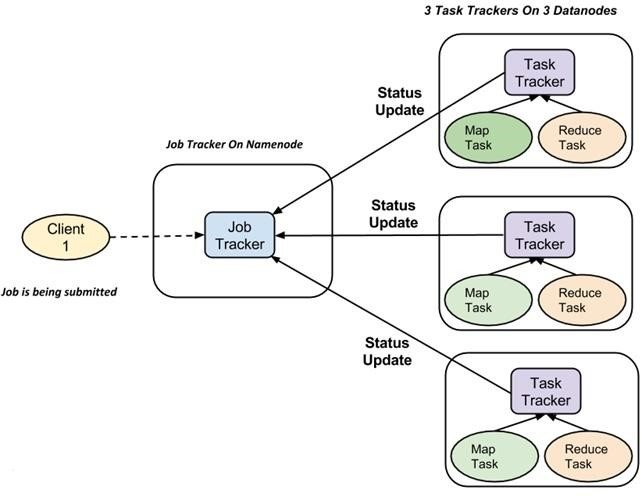 3 Task Trackers On 3 Datanodes
Task
Tracker
Status
Update
Map
Task
Reduce
Task
Job Tracker On Namenode
Client
1
Job
Tracker
Status
Update
Task
Tracker
Map
Task
Reduce
Task
Job is being submitted
Status
Update
Task
Tracker
Map
Task
Reduce
Task